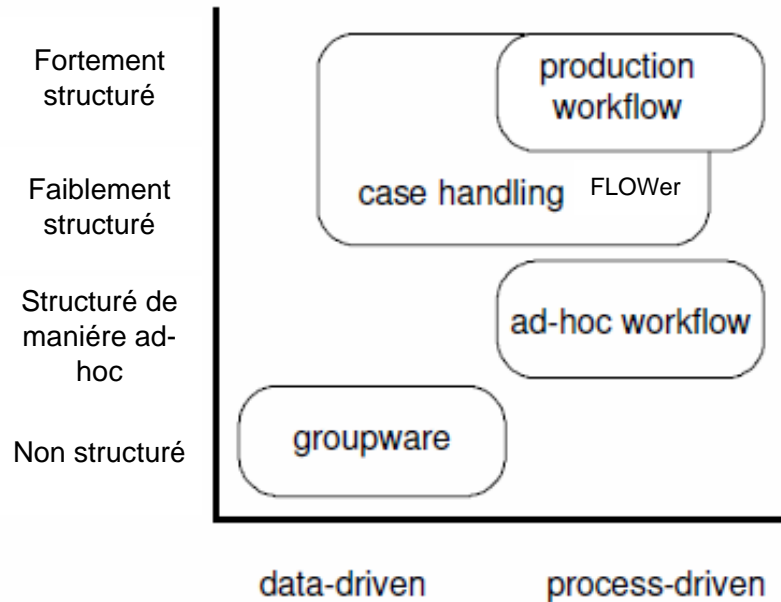 Fortement
structuré
production
workflow
Faiblement
structuré
case handling FLOWer
Structuré de
maniére ad-
hoc
ad-hoc workflow
Non structuré
groupware
data-driven process-driven